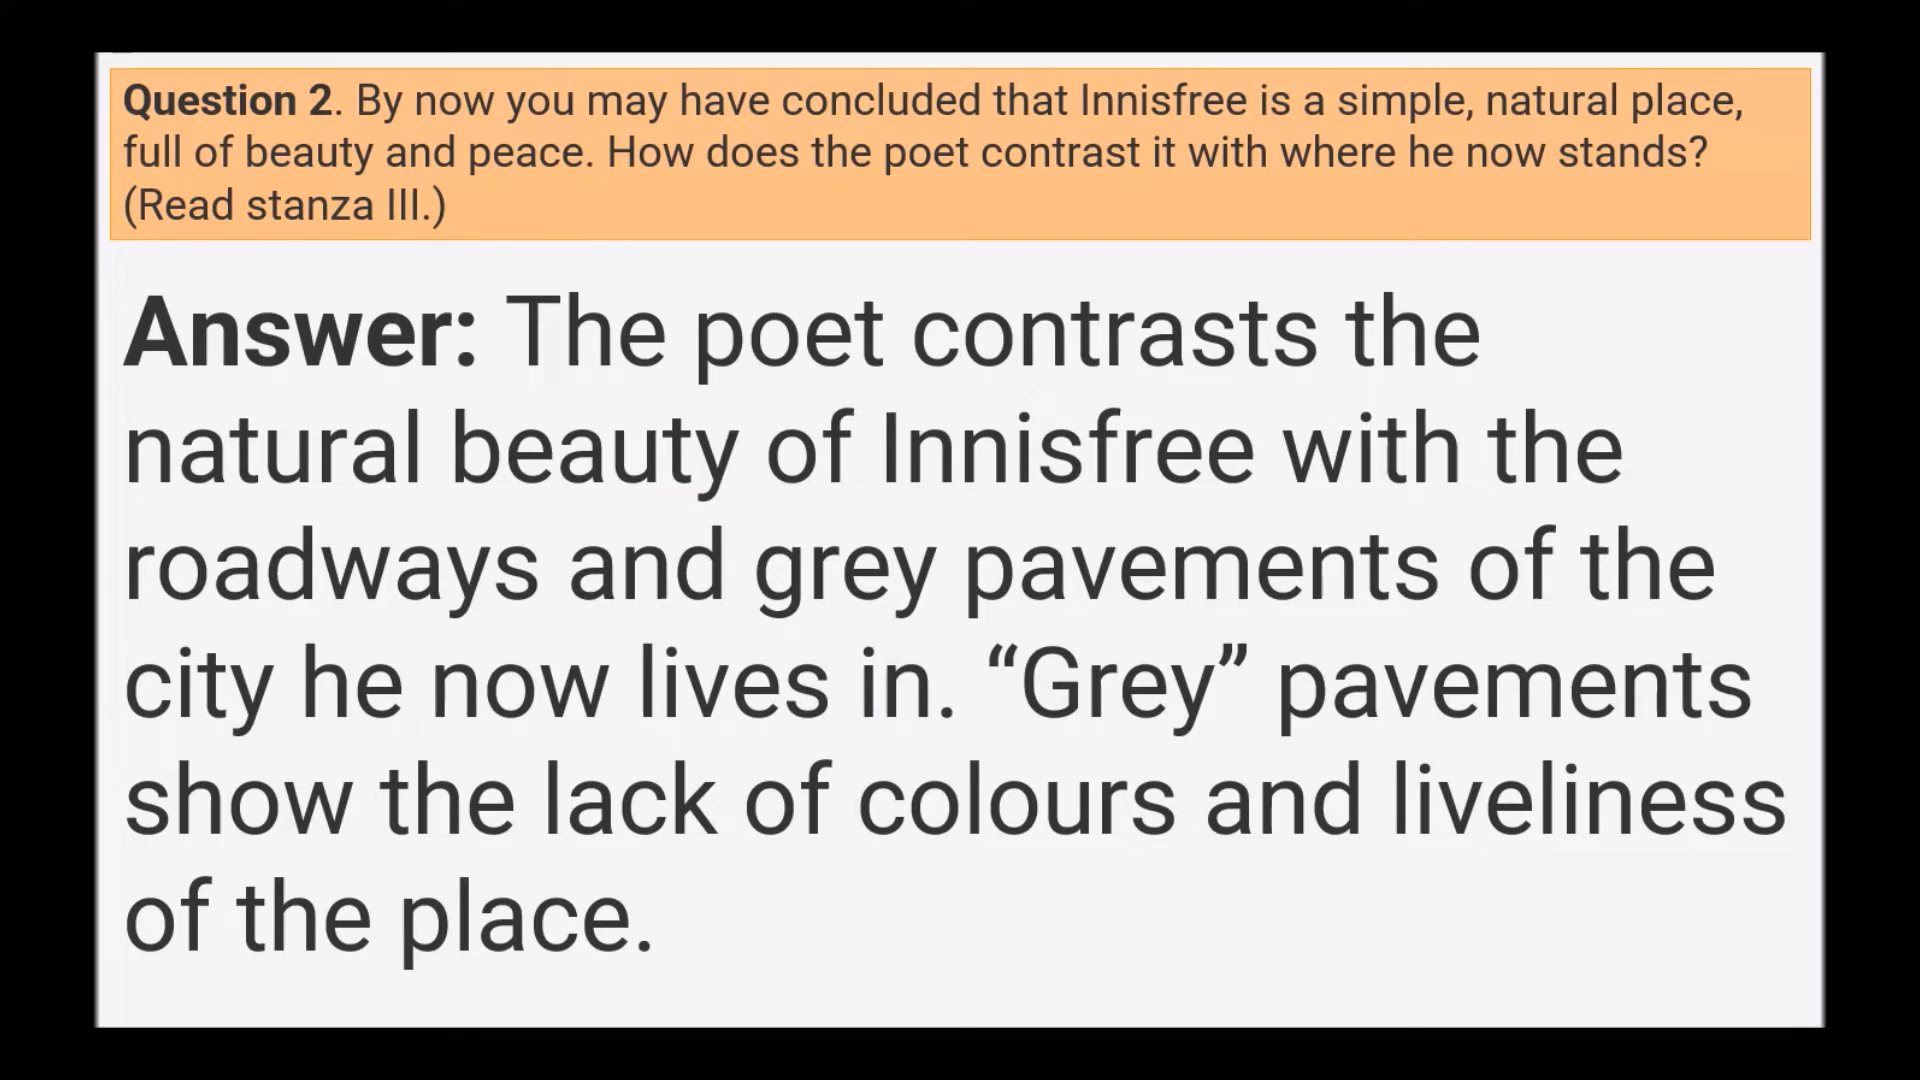 Question 2. By now you may have concluded that Innisfree is a simple, natural place,
full of beauty and peace. How does the poet contrast it with where he now stands?
(Read stanza III.)
Answer: The poet contrasts the
natural beauty of Innisfree with the
roadways and grey pavements of the
city he now lives in. “Grey” pavements
show the lack of colours and liveliness
of the place.